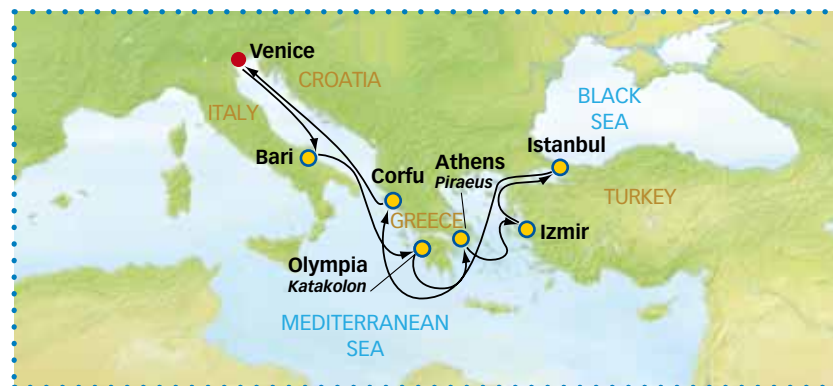 Venice
CROATIA
ITALY
BLACK
SEA
Istanbul
Bari
Corfu
Athens
Piraeus
TURKEY
GREECE
Izmir
Olympia
Katakolon
MEDITERRANEAN
SEA